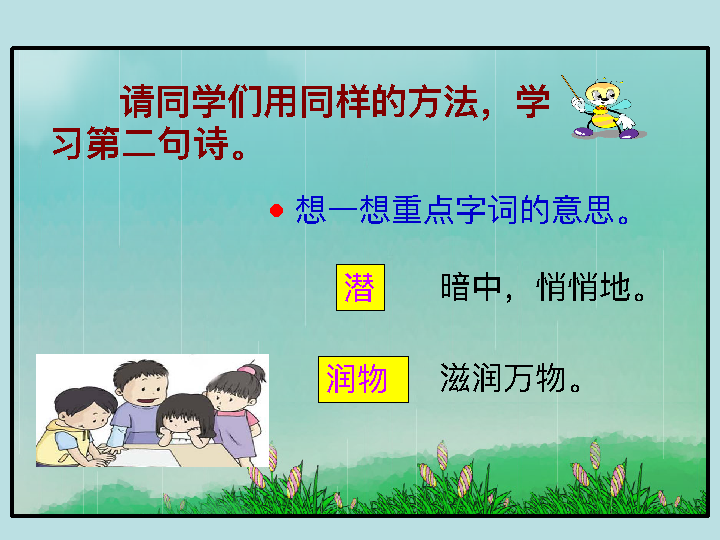 请同学们用同样的方法，学
习第二句诗。
想一想重点字词的意思。
潜 暗中，悄悄地。
润物 滋润万物。